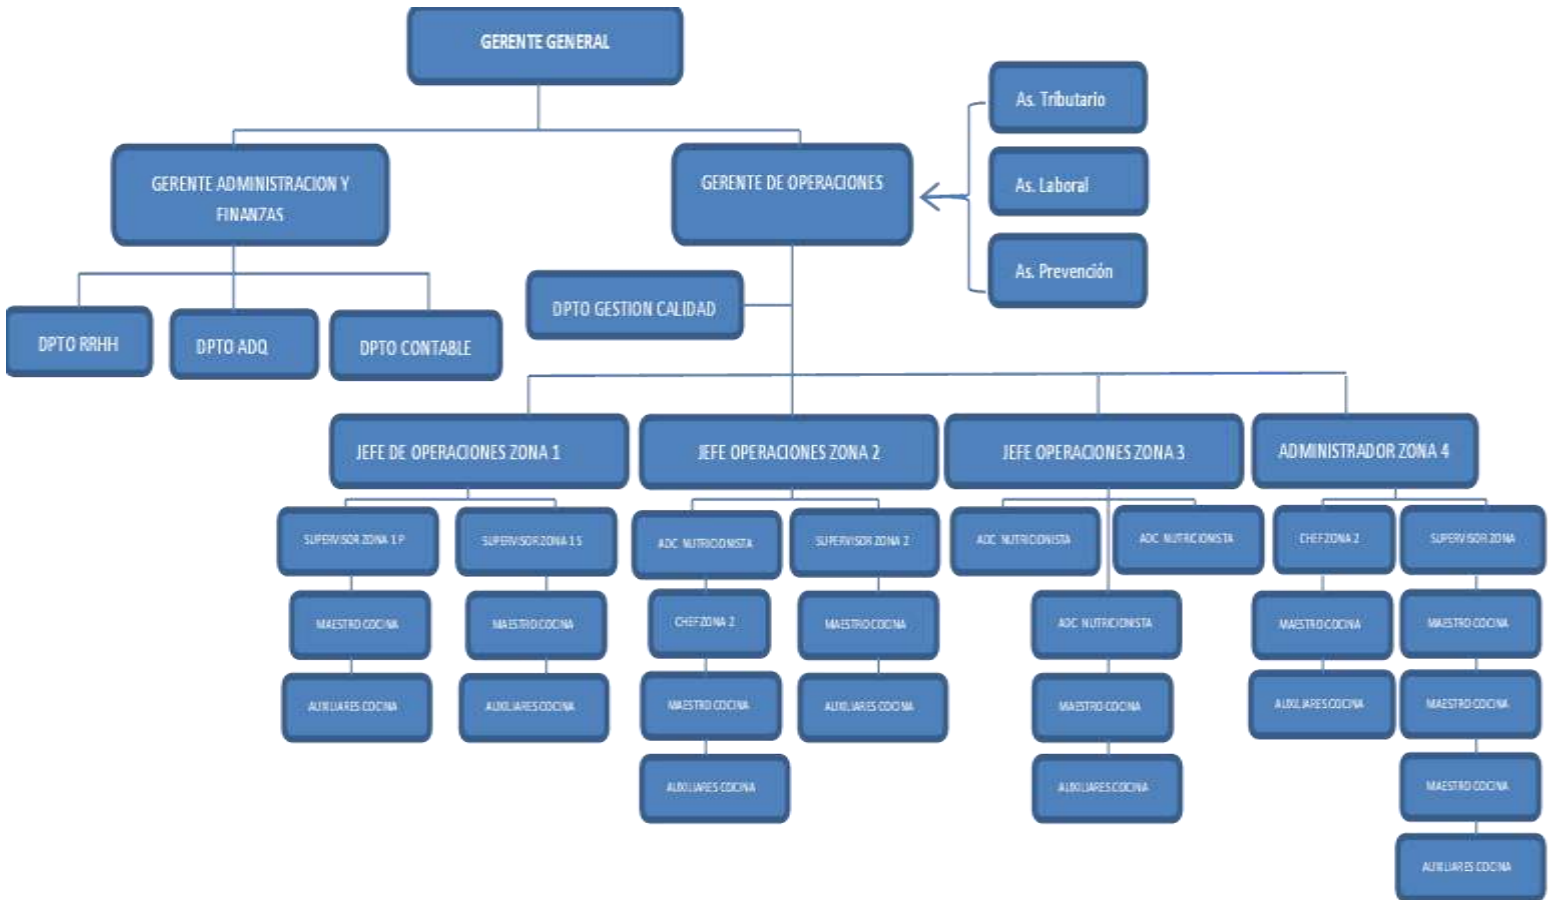 GERENTE GENERAL
As. Tributario
As. Laboral
As. Prevención
GERENTE ADMINISTRACION Y
FINANZAS
GERENTE DE OPERACIONES
DPTO GESTION CALIDAD
DPTO RRHH
DPTO ADQ
DPTO CONTABLE
JEFE DE OPERACIONES ZONA 1
JEFE OPERACIONES ZONA 2
JEFE OPERACIONES ZONA 3
ADMINISTRADOR ZONA 4
SUPERVISOR ZONA 1 P
SUPERVISOR ZONA 1 S
ADC NUTRICIONISTA
SUPERVISOR ZONA 2
ADC NUTRICIONISTA
ADC NUTRICIONISTA
CHEF ZONA 2
SUPERVISOR ZONA
MAESTRO COCINA
MAESTRO COCINA
CHEF ZONA 2
MAESTRO COCINA
ADC NUTRICIONISTA
MAESTRO COCINA
MAESTRO COCINA
AUXILIARES COCINA
AUXILIARES COCINA
MAESTRO COCINA
AUXILIARES COCINA
MAESTRO COCINA
AUXILIARES COCINA
MAESTRO COCINA
AUXILIARES COCINA
AUXILIARES COCINA
MAESTRO COCINA
AUXILIARES COCINA